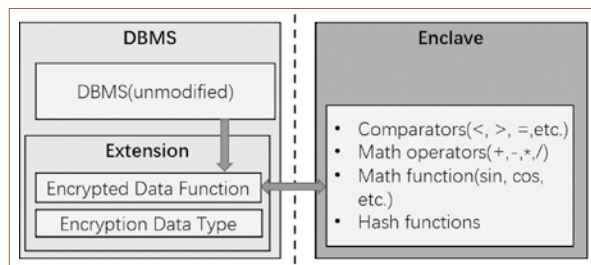 DBMS
DBMS(unmodified)
Extension
Encrypted Data Function
Encryption Data Type
Enclave
• Comparators(<, >, =,etc.)
• Math operators(+,-,*,/)
• Math function(sin, cos,
etc.)
• Hash functions